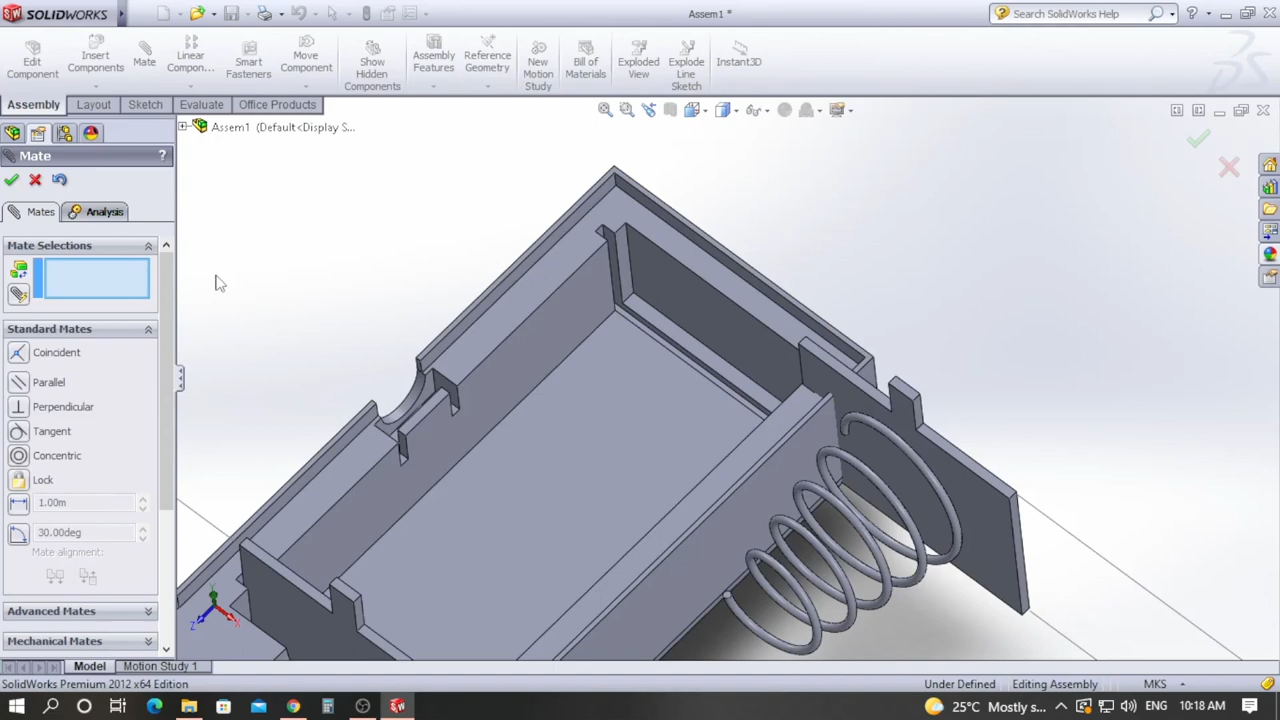 SOLIDWORKS
Assem1 *
Search SolidWorks Help
Edit
Component
Insert
Components
Mate
Linear
Compon...
Smart
Fasteners
Move
Component
Show
Hidden
Components
Assembly
Features
Reference
Geometry
New
Motion
Study
Bill of
Materials
Exploded
View
Explode
Line
Sketch
Instant3D
Assembly
Layout
Sketch
Evaluate
Office Products
Assem1 (Default<Display S...
Mate
?
Mates
Analysis
Mate Selections
Standard Mates
Coincident
Parallel
Perpendicular
Tangent
Concentric
Lock
1.00m
30.00deg
Mate alignment:
Advanced Mates
Mechanical Mates
Y
Z
X
Model
Motion Study 1
SolidWorks Premium 2012 x64 Edition
Under Defined
Editing Assembly
MKS
25°C Mostly s...
ENG
10:18 AM